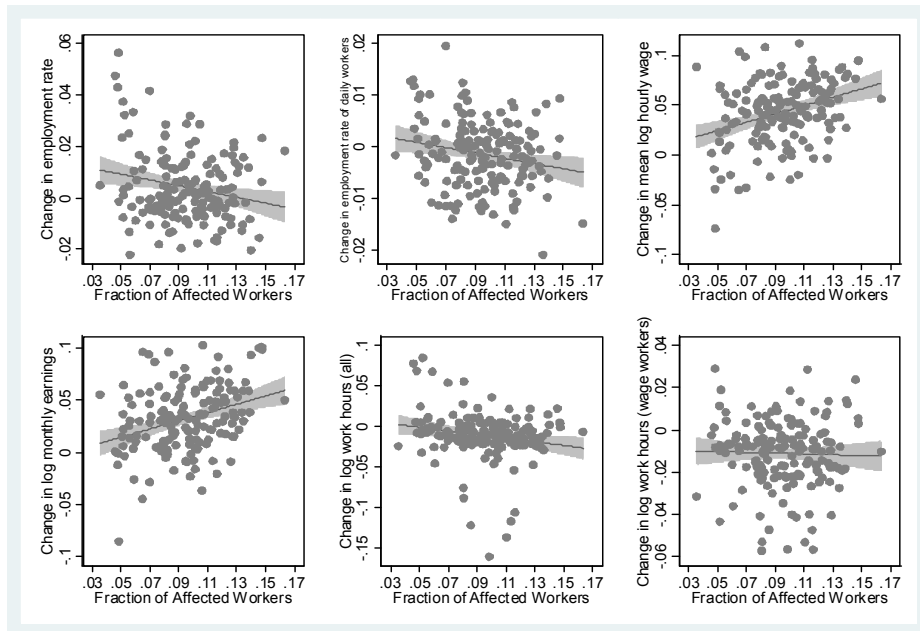 Change in employment rate
.06
.04
.02
0
-.02
.03 .05 .07 .09 .11 .13 .15 .17
Fraction of Affected Workers
Change in employment rate of daily workers
.02
.01
0
-.01
-.02
.03 .05 .07 .09 .11 .13 .15 .17
Fraction of Affected Workers
Change in mean log hourly wage
.1
.05
0
-.05
-.1
.03 .05 .07 .09 .11 .13 .15 .17
Fraction of Affected Workers
Change in log monthly earnings
.1
.05
0
-.05
-.1
.03 .05 .07 .09 .11 .13 .15 .17
Fraction of Affected Workers
Change in log work hours (all)
.1
.05
0
-.05
-.1
-.15
.03 .05 .07 .09 .11 .13 .15 .17
Fraction of Affected Workers
Change in log work hours (wage workers)
.04
.02
0
-.02
-.04
-.06
.03 .05 .07 .09 .11 .13 .15 .17
Fraction of Affected Workers